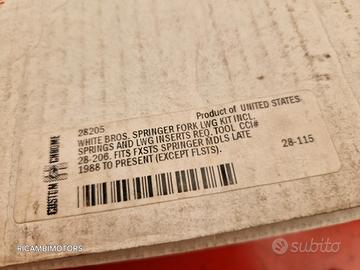 28205
Product of UNITED STATES
WHITE BROS. SPRINGER FORK LWG KIT INCL.
SPRINGS AND LWG INSERTS REQ. TOOL CCI#
28-206. FITS FXSTS SPRINGER MDLS LATE
1988 TO PRESENT (EXCEPT FLSTS).
28-115
CUSTOM CHROME
RICAMBIMOTORS
subito